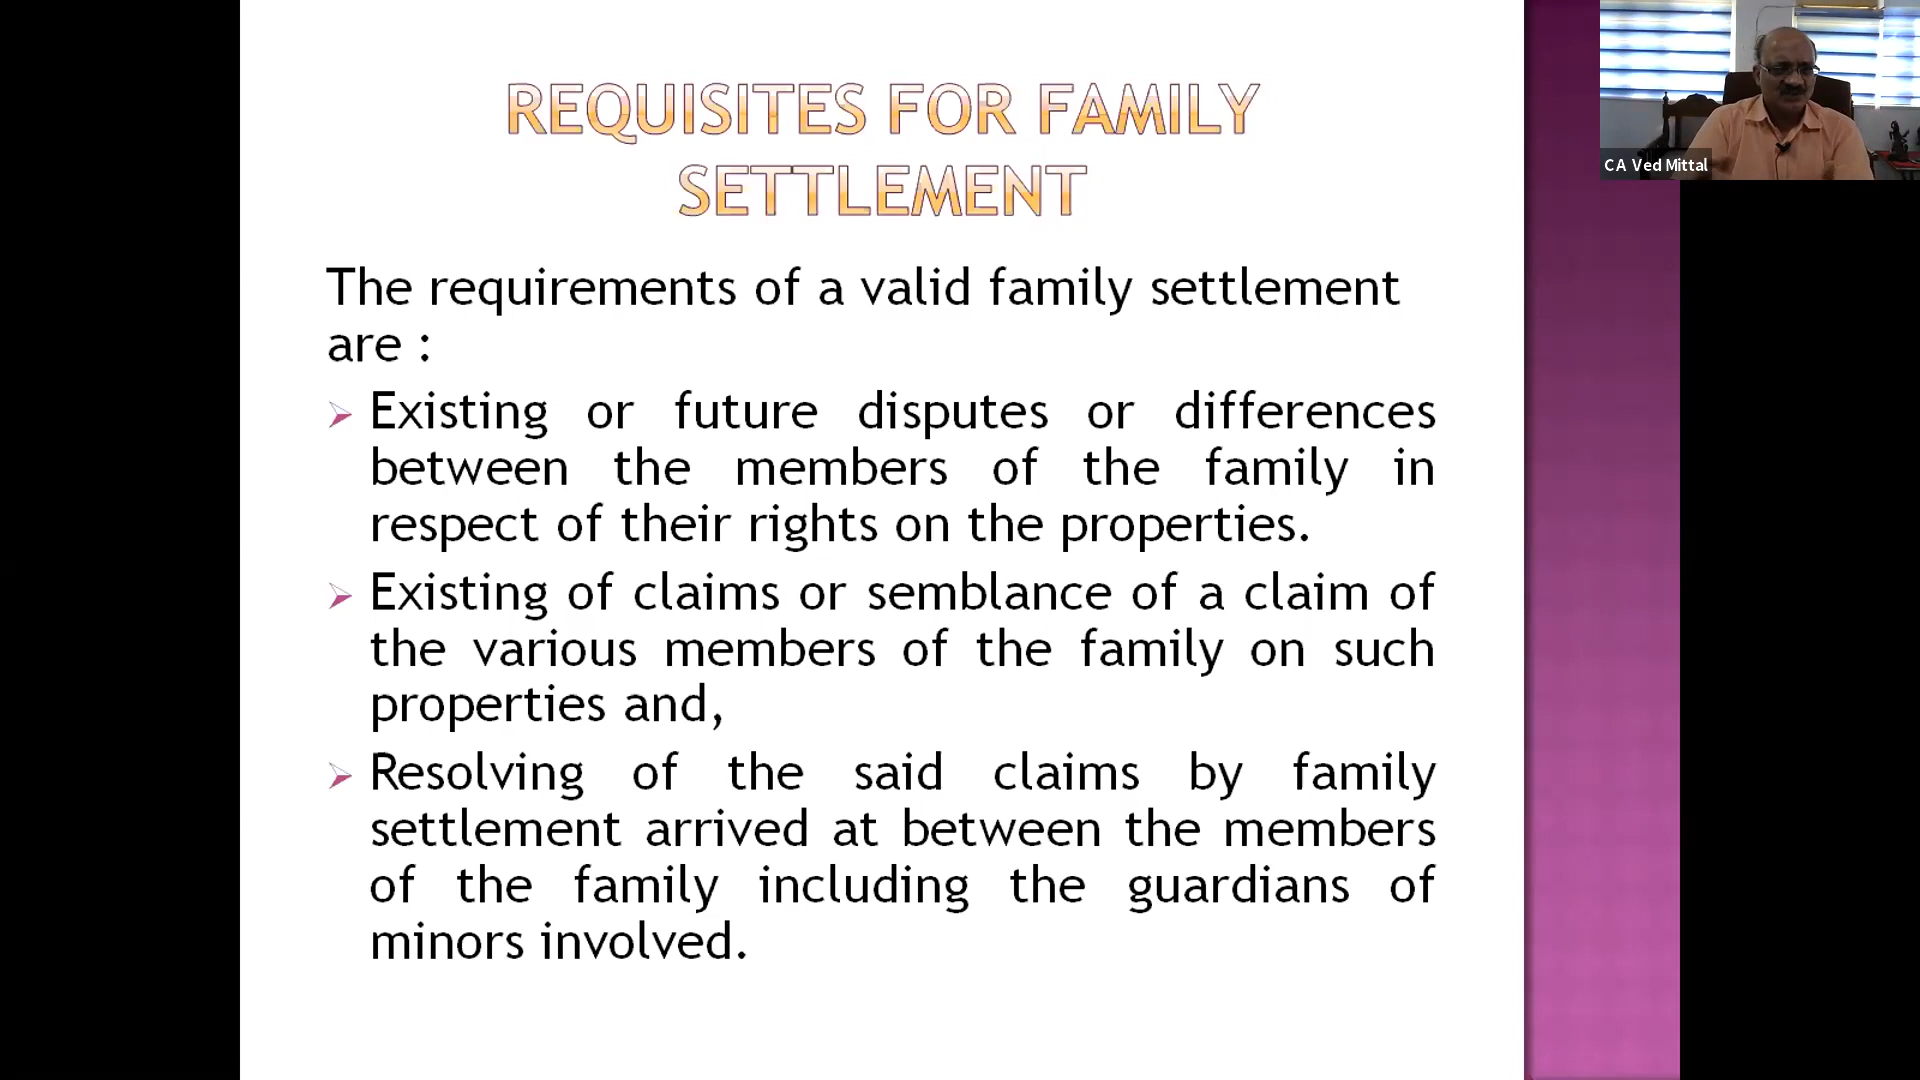 REQUISITES FOR FAMILY
SETTLEMENT
CA Ved Mittal
The requirements of a valid family settlement
are :
Existing or future disputes or differences
between the members of the family in
respect of their rights on the properties.
Existing of claims or semblance of a claim of
the various members of the family on such
properties and,
Resolving of the said claims by family
settlement arrived at between the members
of the family including the guardians of
minors involved.